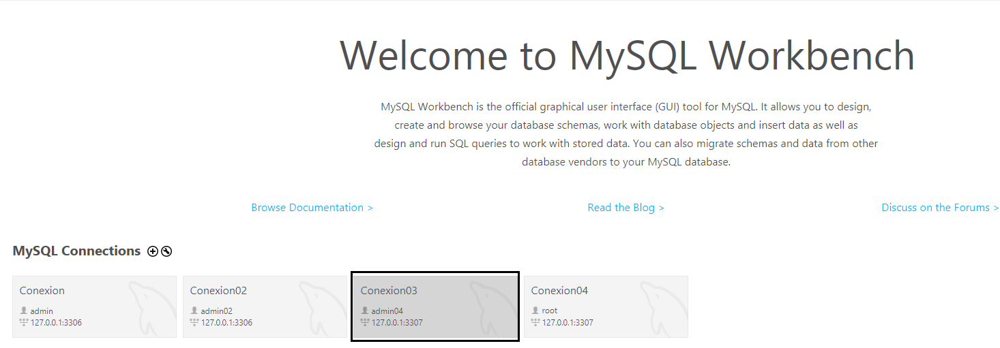 Welcome to MySQL Workbench
MySQL Workbench is the official graphical user interface (GUI) tool for MySQL. It allows you to design,
create and browse your database schemas, work with database objects and insert data as well as
design and run SQL queries to work with stored data. You can also migrate schemas and data from other
database vendors to your MySQL database.
Browse Documentation >
Read the Blog >
Discuss on the Forums >
MySQL Connections
Conexion
admin
127.0.0.1:3306
Conexion02
admin02
127.0.0.1:3306
Conexion03
admin04
127.0.0.1:3307
Conexion04
root
127.0.0.1:3307